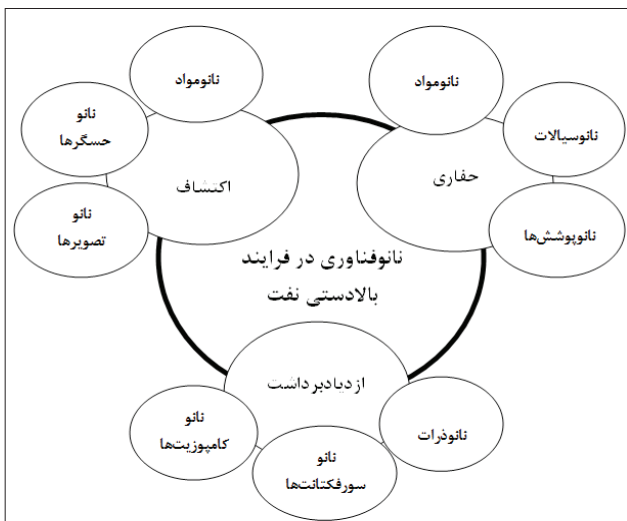 نانومواد
نانومواد
نانو
حسگرها
نانوسیالات
حفاری
اکتشاف
نانو
تصویرها
نانوپوشش‌ها
نانوفناوری در فرایند
بالادستی نفت
ازدیادبرداشت
نانو
کامپوزیت‌ها
نانوذرات
نانو
سورفکتانت‌ها